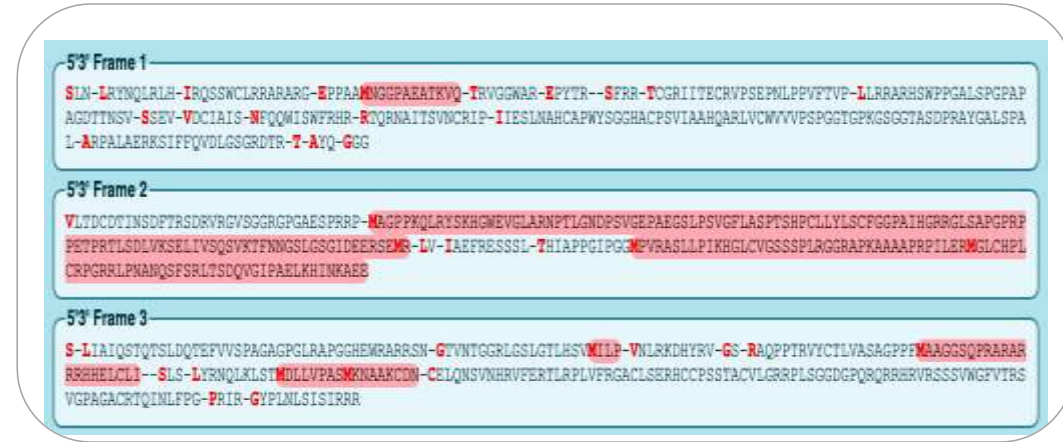 5'3' Frame 1
SLN-LRYNQLRLH-IRQSSWCLRRARARG-EPPAAMNGGPAEATKVQ-TRVGGWAR-EPYTR--SFRR-TCGRIITECRVPSEPNLPPVFTVP-LLRRARHSWPPGALSPGPAP
AGDTTNSV-SSEV-VDCIAIS-NFQQWISWFRHR-RTQRNAITSVNCRIP-IIESLNAHCAPWYSGGHACPSVIAAHQARLVCWVVVPSPGGTGPKGSGGTASDPRAYGALSPA
L-ARPALAERKSIFFQVDLGSGRDTR-T-AYQ-GGG
5'3' Frame 2
VLTDCDTINSDFTRSDRVRGVSGGRGPGAESPRRP-MAGPPKQLRYSKHGWEVGLARNPTLGNDPSVGEPAEGSLPSVGFLASPTSHPCLLYLSCFGGPAIHGRRGLSAPGPRP
PETPRTLSDLVKSELIVSQSVKTFNNGSLGSGIDEERSEMR-LV-IAEFRESSSL-THIAPPGIPGGMPVRASLLPIKHGLCVGSSSPLRGGRAPKAAAAPRPILERMGLCHPL
CRPGRRLPNANQSFSRLTSDQVGIPAELKHINKAEE
5'3' Frame 3
S-LIAIQSTQTSLDQTEFVVSPAGAGPGLRAPGGHEWRARRSN-GTVNTGGRLGSLGTLHSVMILP-VNLRKDHYRV-GS-RAQPPTRVYCTLVASAGPPFMAAGGSQPRARAR
RRHHELCLI--SLS-LYRNQLKLSTMDLLVPASMKNAAKCDN-CELQNSVNHRVFERTLRPLVFRGACLSERHCCPSSTACVLGRRPLSGGDGPQRQRRHRVRSSSVWGFVTRS
VGPAGACRTQINLFPG-PRIR-GYPLNLSISIRRR